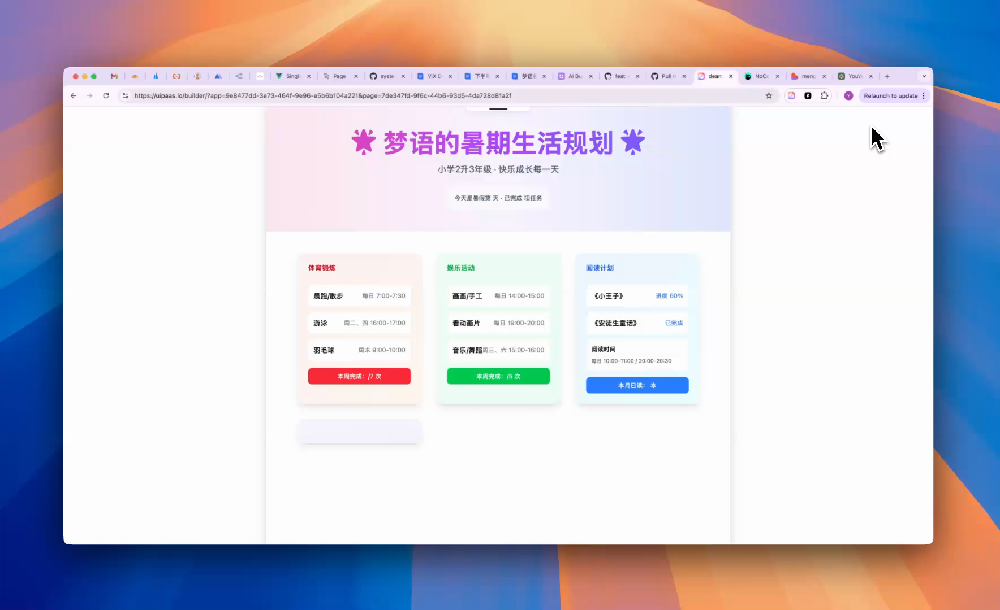 Singl
Page
syste
ViX D
下半年
梦语
AI Bu
feat:
Pull r
deam
NoCo
meng
YouW
https://uipaas.io/builder/?app=9e8477dd-3e73-464f-9e96-e5b6b104a221&page=7de347fd-9f6c-44b6-93d5-4da728d81a2f
Y
Relaunch to update
梦语的暑期生活规划
小学2升3年级 · 快乐成长每一天
今天是暑假第 天 · 已完成 项任务
体育锻炼
晨跑/散步 每日 7:00-7:30
游泳 周二、四 16:00-17:00
羽毛球 周末 9:00-10:00
本周完成：/7 次
娱乐活动
画画/手工 每日 14:00-15:00
看动画片 每日 19:00-20:00
音乐/舞蹈周三、六 15:00-16:00
本周完成：/5 次
阅读计划
《小王子》 进度 60%
《安徒生童话》 已完成
阅读时间
每日 10:00-11:00 / 20:00-20:30
本月已读： 本